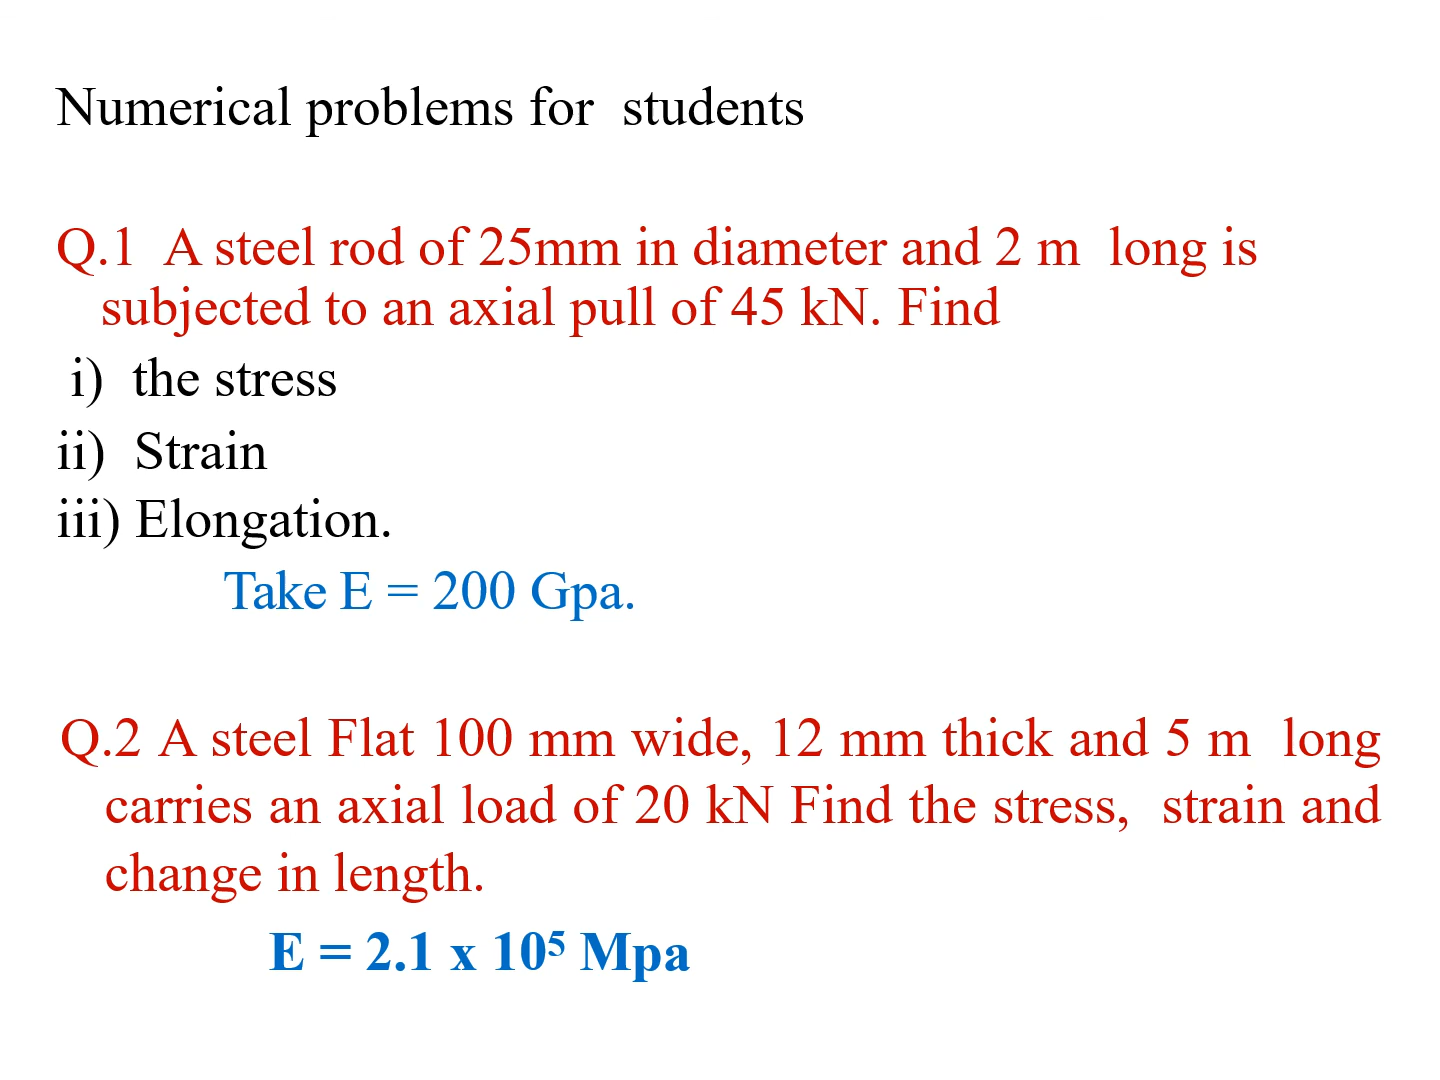 Numerical problems for students
Q.1 A steel rod of 25mm in diameter and 2 m long is
subjected to an axial pull of 45 kN. Find
i) the stress
ii) Strain
iii) Elongation.
Take E = 200 Gpa.
Q.2 A steel Flat 100 mm wide, 12 mm thick and 5 m long
carries an axial load of 20 kN Find the stress, strain and
change in length.
E = 2.1 x 10⁵ Mpa